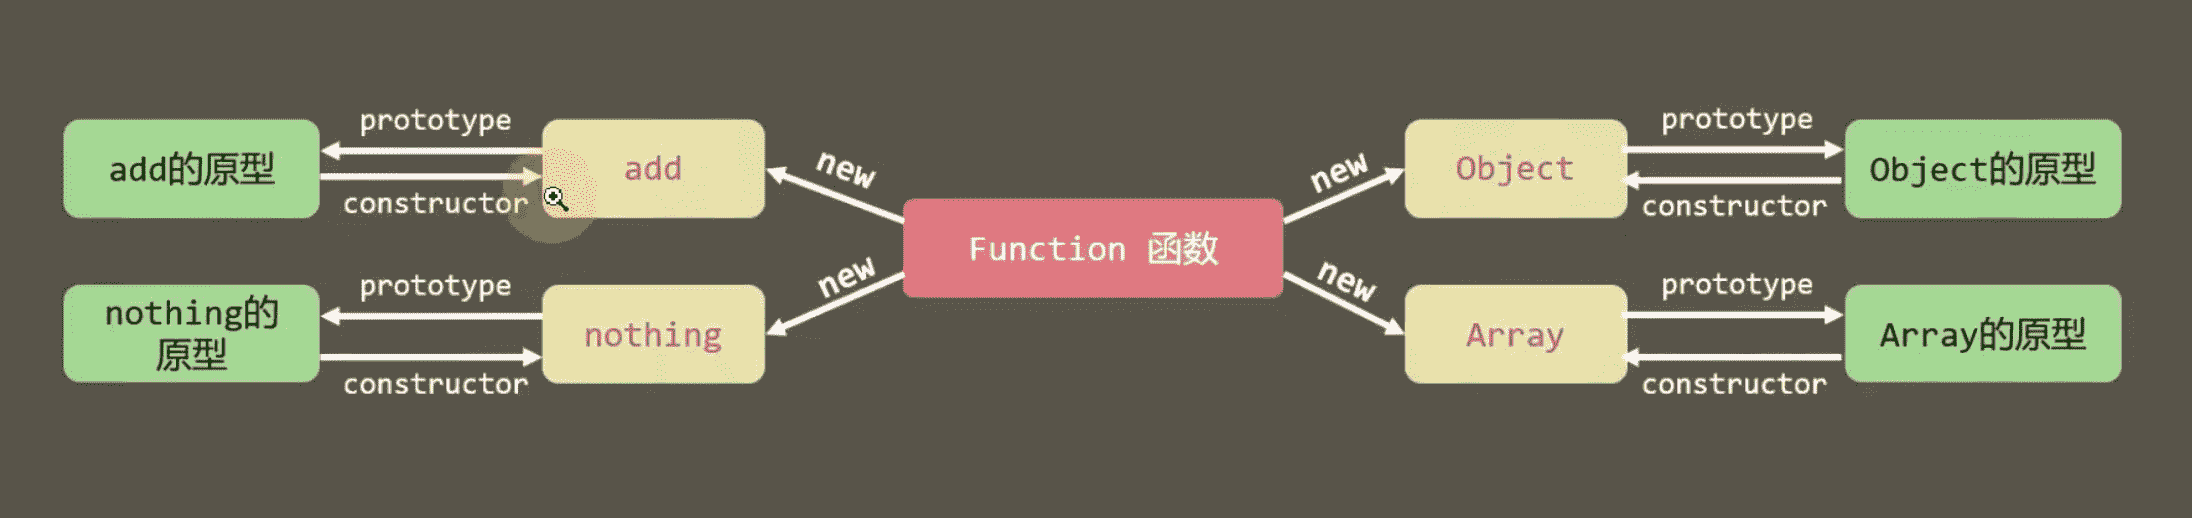 prototype
add的原型
add
constructor
new
prototype
nothing的
原型
nothing
constructor
new
Function 函数
new
Object
prototype
Object的原型
constructor
new
Array
prototype
Array的原型
constructor